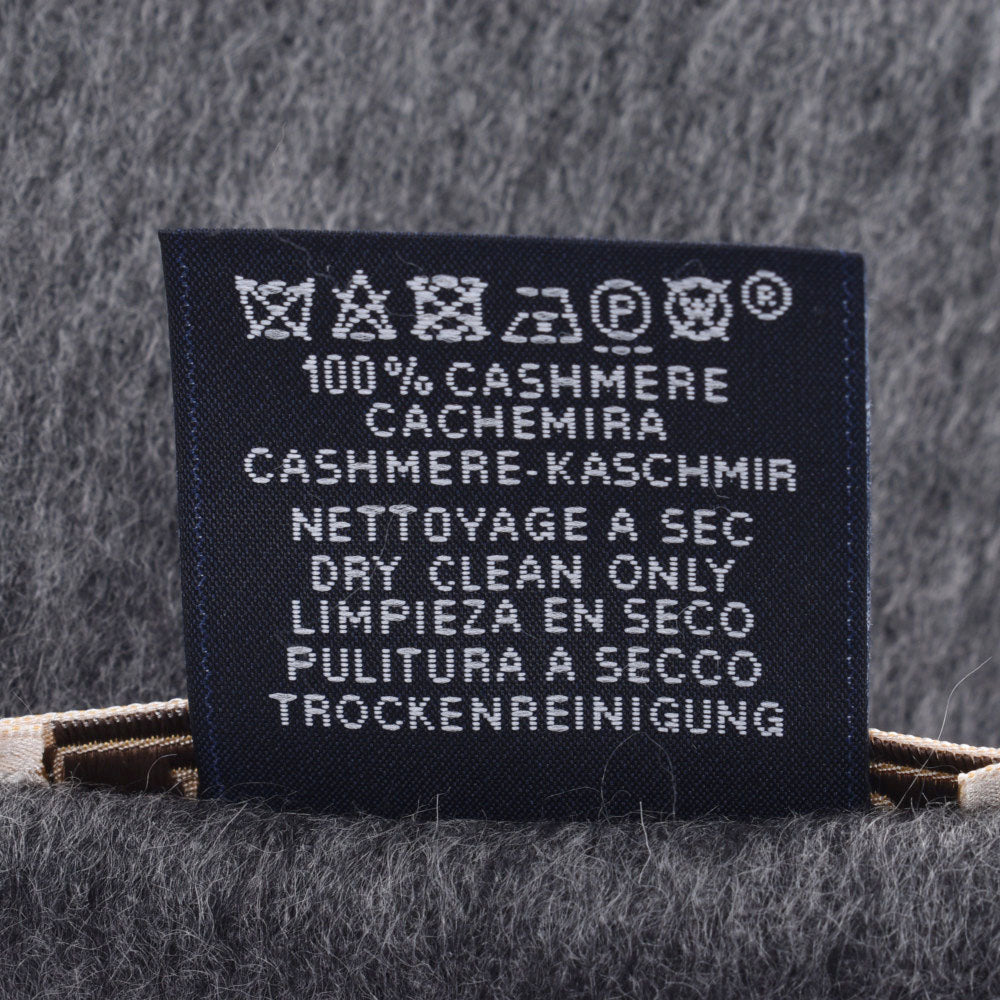 P W ®
100% CASHMERE
CACHEMIRA
CASHMERE-KASCHMIR
NETTOYAGE A SEC
DRY CLEAN ONLY
LIMPIEZA EN SECO
PULITURA A SECCO
TROCKENREINIGUNG